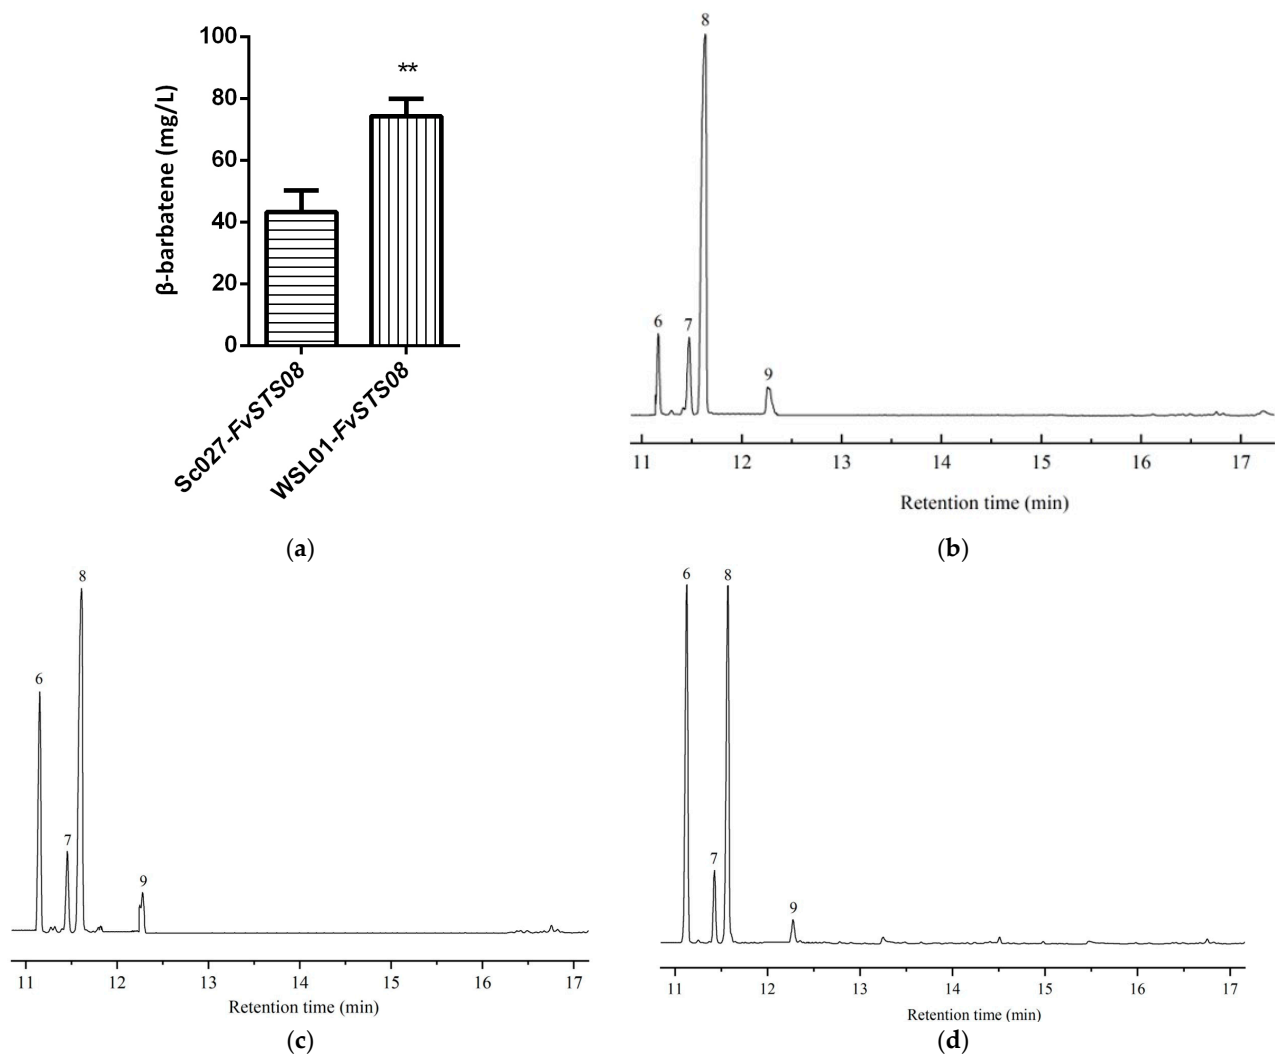 100
80
60
40
20
0
β-barbatene (mg/L)
**
Sc027-FvSTS08
WSL01-FvSTS08
(a)
8
6
7
9
11 12 13 14 15 16 17
Retention time (min)
(b)
8
6
7
9
11 12 13 14 15 16 17
Retention time (min)
(c)
6 8
7
9
11 12 13 14 15 16 17
Retention time (min)
(d)